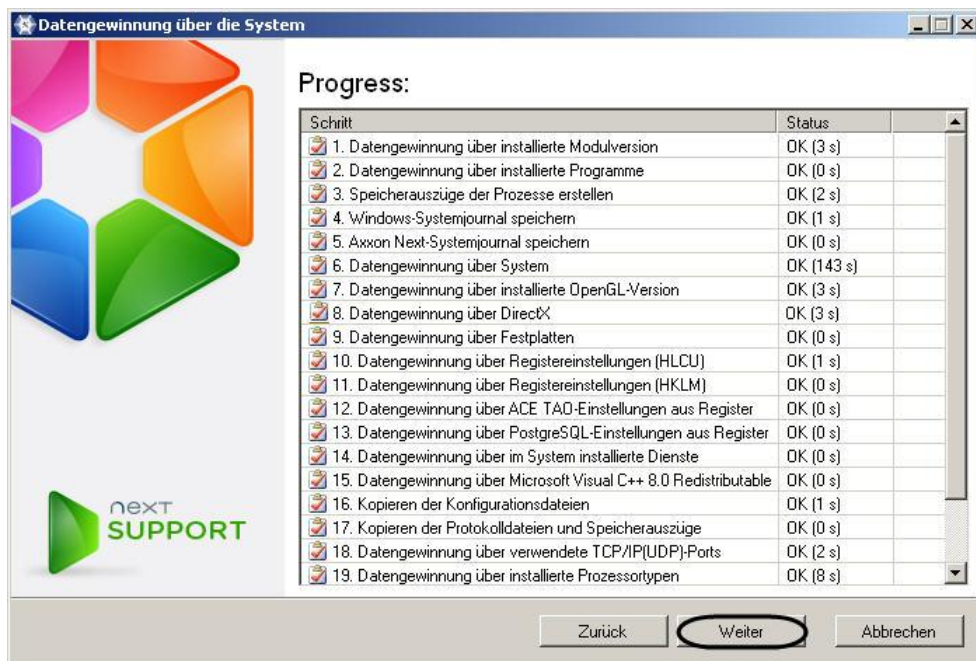 Datengewinnung über die System
Progress:
Schritt Status
1. Datengewinnung über installierte Modulversion OK (3 s)
2. Datengewinnung über installierte Programme OK (0 s)
3. Speicherauszüge der Prozesse erstellen OK (2 s)
4. Windows-Systemjournal speichern OK (1 s)
5. Axxon Next-Systemjournal speichern OK (0 s)
6. Datengewinnung über System OK (143 s)
7. Datengewinnung über installierte OpenGL-Version OK (3 s)
8. Datengewinnung über DirectX OK (3 s)
9. Datengewinnung über Festplatten OK (0 s)
10. Datengewinnung über Registereinstellungen (HLCU) OK (1 s)
11. Datengewinnung über Registereinstellungen (HKLM) OK (0 s)
12. Datengewinnung über ACE TAO-Einstellungen aus Register OK (0 s)
13. Datengewinnung über PostgreSQL-Einstellungen aus Register OK (0 s)
14. Datengewinnung über im System installierte Dienste OK (0 s)
15. Datengewinnung über Microsoft Visual C++ 8.0 Redistributable OK (0 s)
16. Kopieren der Konfigurationsdateien OK (1 s)
17. Kopieren der Protokolldateien und Speicherauszüge OK (0 s)
18. Datengewinnung über verwendete TCP/IP(UDP)-Ports OK (2 s)
19. Datengewinnung über installierte Prozessortypen OK (8 s)
next
SUPPORT
Zurück Weiter Abbrechen